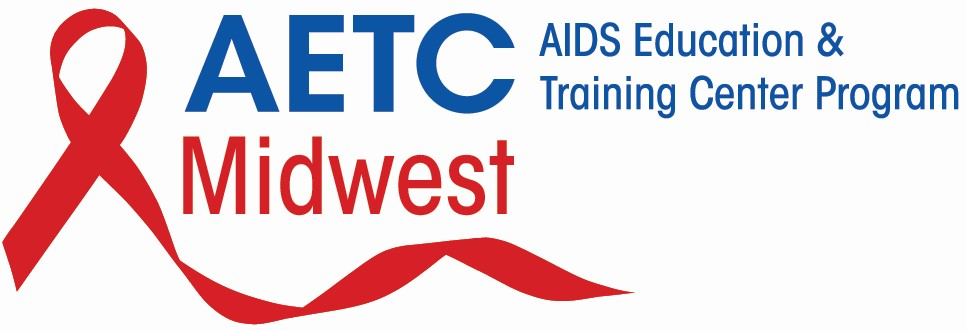 AETC
Midwest
AIDS Education &
Training Center Program